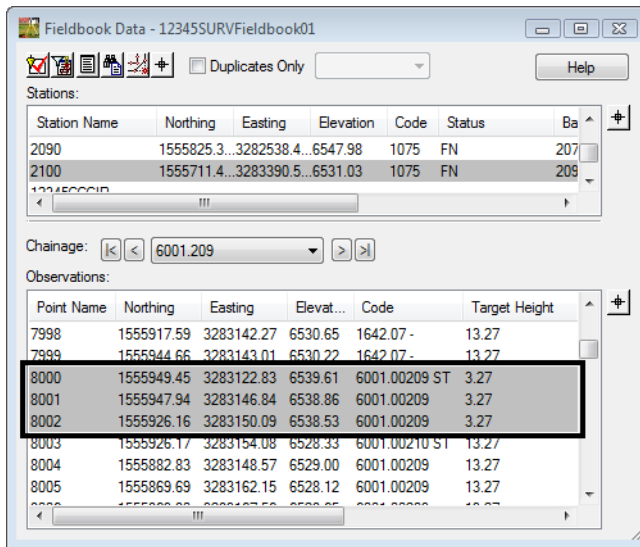 Fieldbook Data - 12345SURVFieldbook01
Duplicates Only Help
Stations:
Station Name Northing Easting Elevation Code Status Ba
2090 1555825.3...3282538.4...6547.98 1075 FN 207
2100 1555711.4...3283390.5...6531.03 1075 FN 209
Chainage: 6001.209
Observations:
Point Name Northing Easting Elevat... Code Target Height
7998 1555917.59 3283142.27 6530.65 1642.07 - 13.27
7999 1555944.66 3283143.01 6530.22 1642.07 - 13.27
8000 1555949.45 3283122.83 6539.61 6001.00209 ST 3.27
8001 1555947.94 3283146.84 6538.86 6001.00209 3.27
8002 1555926.16 3283150.09 6538.53 6001.00209 3.27
8003 1555926.17 3283154.08 6528.33 6001.00210 ST 13.27
8004 1555882.83 3283148.57 6529.00 6001.00209 13.27
8005 1555869.69 3283162.15 6528.12 6001.00209 13.27